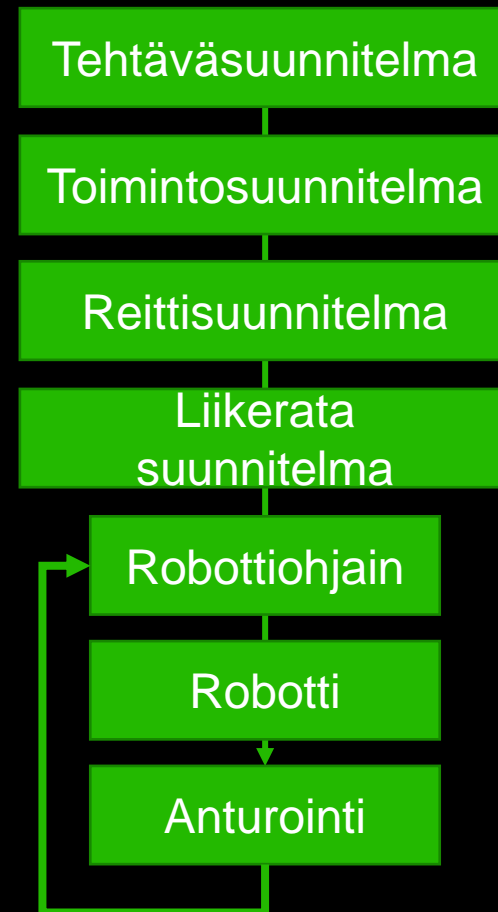 Tehtäväsuunnitelma
Toimintosuunnitelma
Reittisuunnitelma
Liikerata
suunnitelma
Robottiohjain
Robotti
Anturointi